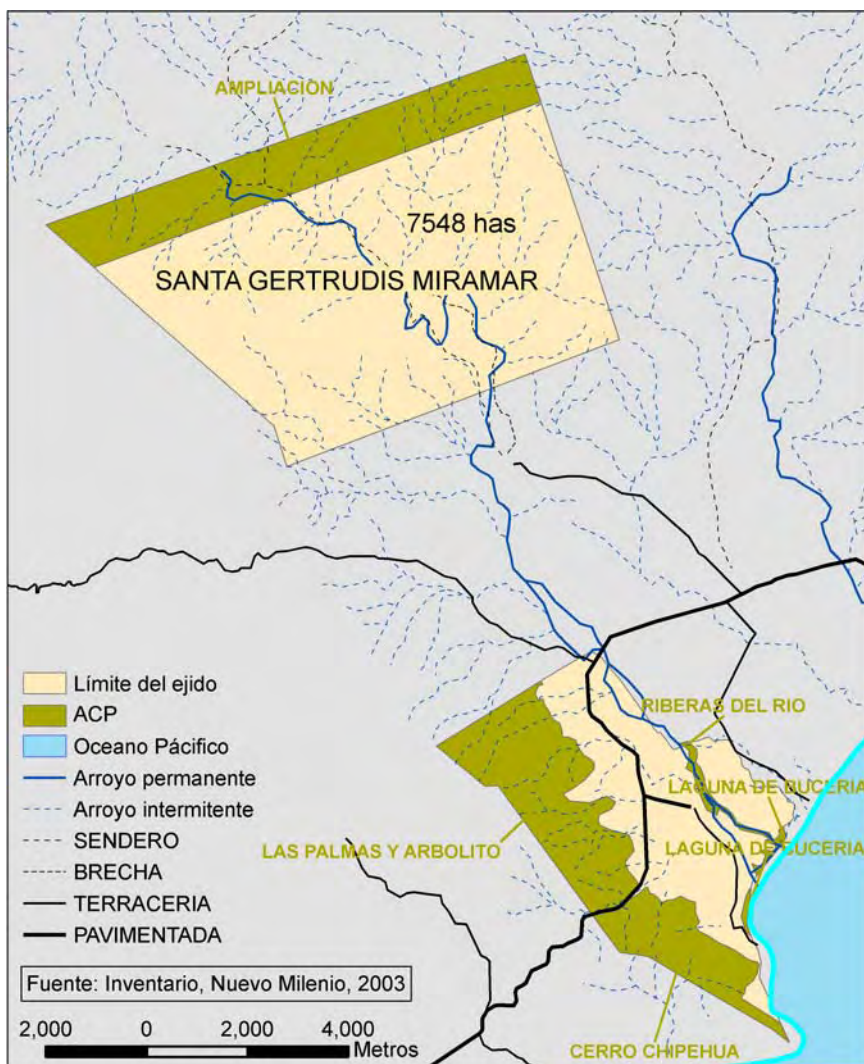 AMPLIACIÓN
7548 has
SANTA GERTRUDIS MIRAMAR
RIBERAS DEL RIO
LAGUNA DE BUCERIA
LAGUNA DE BUCERIA
LAS PALMAS Y ARBOLITO
CERRO CHIPEHUA
Límite del ejido
ACP
Oceano Pácifico
Arroyo permanente
Arroyo intermitente
SENDERO
BRECHA
TERRACERIA
PAVIMENTADA
Fuente: Inventario, Nuevo Milenio, 2003
2,000 0 2,000 4,000
Metros